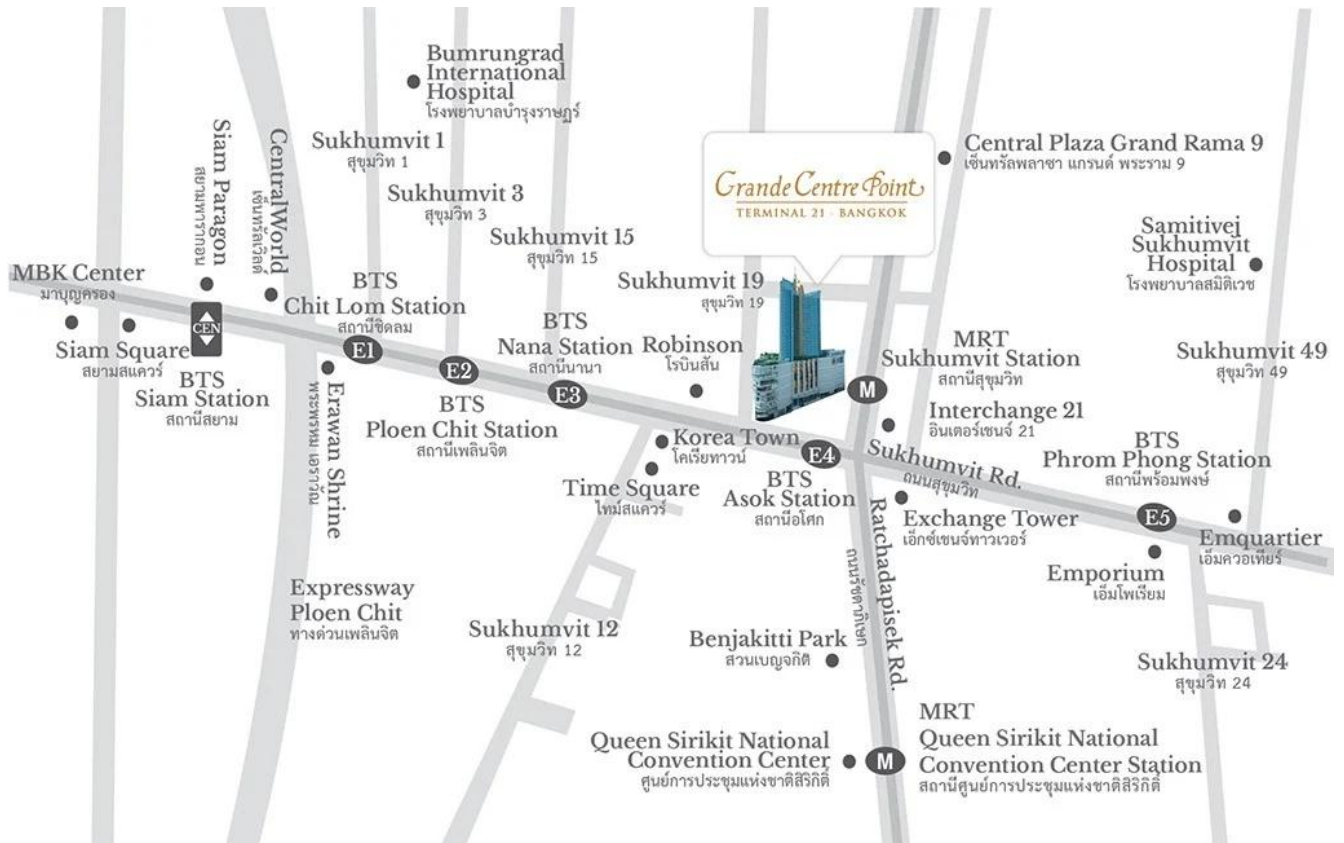 Bumrungrad
International
Hospital
โรงพยาบาลบำรุงราษฎร์
Siam Paragon
สยามพารากอน
CentralWorld
เซ็นทรัลเวิลด์
Sukhumvit 1
สุขุมวิท 1
Sukhumvit 3
สุขุมวิท 3
Sukhumvit 15
สุขุมวิท 15
Sukhumvit 19
สุขุมวิท 19
Grande Centre Point
TERMINAL 21 · BANGKOK
Central Plaza Grand Rama 9
เซ็นทรัลพลาซา แกรนด์ พระราม 9
Samitivej
Sukhumvit
Hospital
โรงพยาบาลสมิติเวช
MBK Center
มาบุญครอง
Siam Square
สยามสแควร์
CEN
BTS
Siam Station
สถานีสยาม
BTS
Chit Lom Station
สถานีชิดลม
E1
Erawan Shrine
พระพรหม เอราวัณ
E2
BTS
Ploen Chit Station
สถานีเพลินจิต
BTS
Nana Station
สถานีนานา
E3
Robinson
โรบินสัน
Korea Town
โคเรียทาวน์
Time Square
ไทม์สแควร์
E4
BTS
Asok Station
สถานีอโศก
M
MRT
Sukhumvit Station
สถานีสุขุมวิท
Interchange 21
อินเตอร์เชนจ์ 21
Sukhumvit Rd.
ถนนสุขุมวิท
Exchange Tower
เอ็กซ์เชนจ์ทาวเวอร์
Sukhumvit 49
สุขุมวิท 49
BTS
Phrom Phong Station
สถานีพร้อมพงษ์
E5
Emquartier
เอ็มควอเทียร์
Emporium
เอ็มโพเรียม
Expressway
Ploen Chit
ทางด่วนเพลินจิต
Sukhumvit 12
สุขุมวิท 12
Ratchadapisek Rd.
ถนนรัชดาภิเษก
Benjakitti Park
สวนเบญจกิติ
Sukhumvit 24
สุขุมวิท 24
Queen Sirikit National
Convention Center
ศูนย์การประชุมแห่งชาติสิริกิติ์
M
MRT
Queen Sirikit National
Convention Center Station
สถานีศูนย์การประชุมแห่งชาติสิริกิติ์